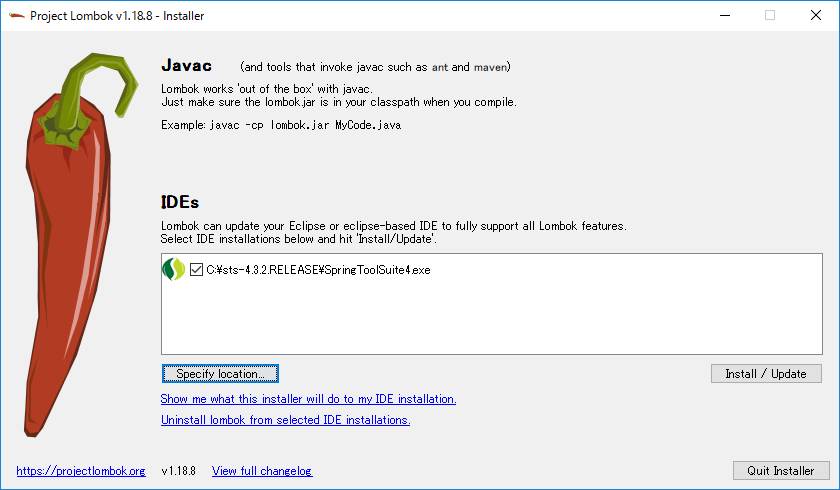 Project Lombok v1.18.8 - Installer
Javac (and tools that invoke javac such as ant and maven)
Lombok works 'out of the box' with javac.
Just make sure the lombok.jar is in your classpath when you compile.
Example: javac -cp lombok.jar MyCode.java
IDEs
Lombok can update your Eclipse or eclipse-based IDE to fully support all Lombok features.
Select IDE installations below and hit 'Install/Update'.
C:¥sts-4.3.2.RELEASE¥SpringToolSuite4.exe
Specify location...
Install / Update
Show me what this installer will do to my IDE installation.
Uninstall lombok from selected IDE installations.
https://projectlombok.org v1.18.8 View full changelog
Quit Installer